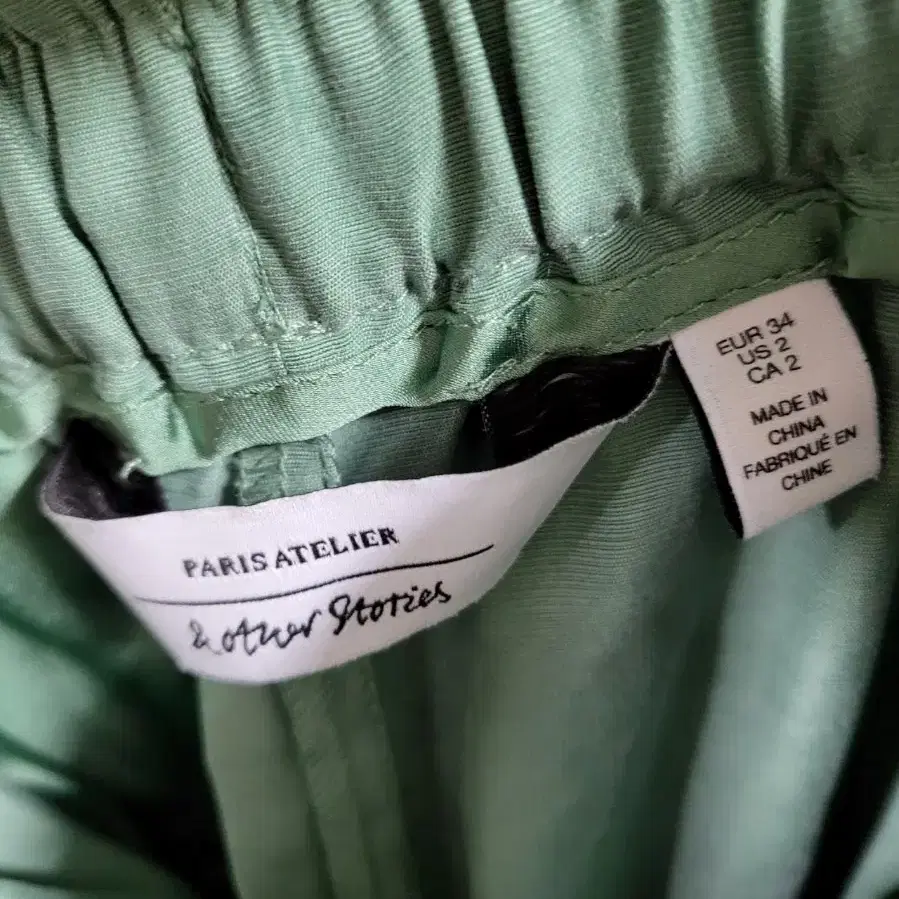 PARIS ATELIER
& other Stories
EUR 34
US 2
CA 2
MADE IN
CHINA
FABRIQUÉ EN
CHINE